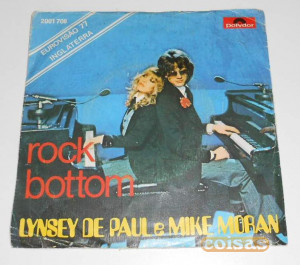 2001 706
EUROVISÃO 77
INGLATERRA
polydor
rock
bottom
LYNSEY DE PAUL e MIKE MORAN
coisas